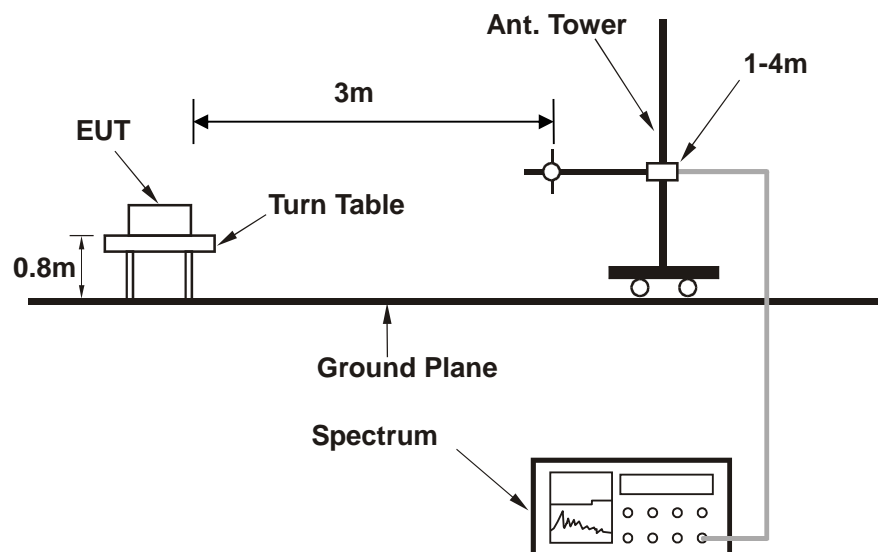 Ant. Tower
1-4m
3m
EUT
Turn Table
0.8m
Ground Plane
Spectrum